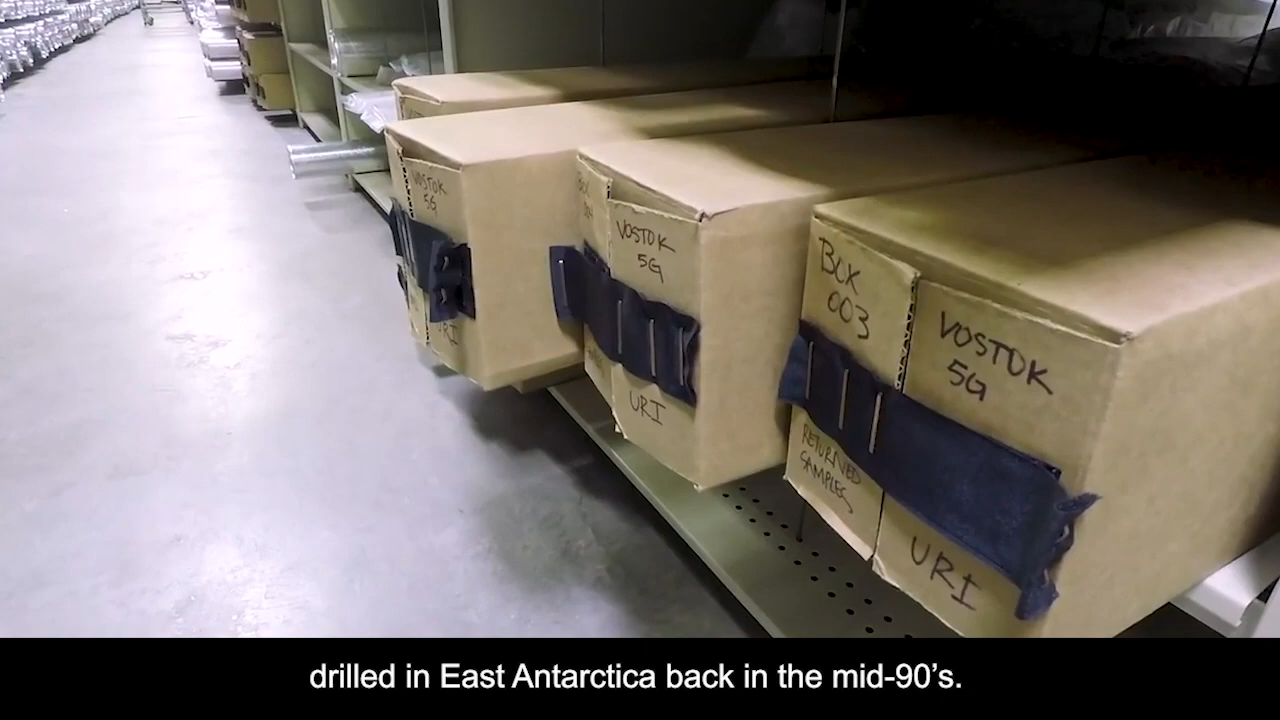 VOSTOK
5G
URI
BOX
VOSTOK
5G
URI
BOX
003
VOSTOK
5G
RETURNED
SAMPLES
URI
drilled in East Antarctica back in the mid-90’s.